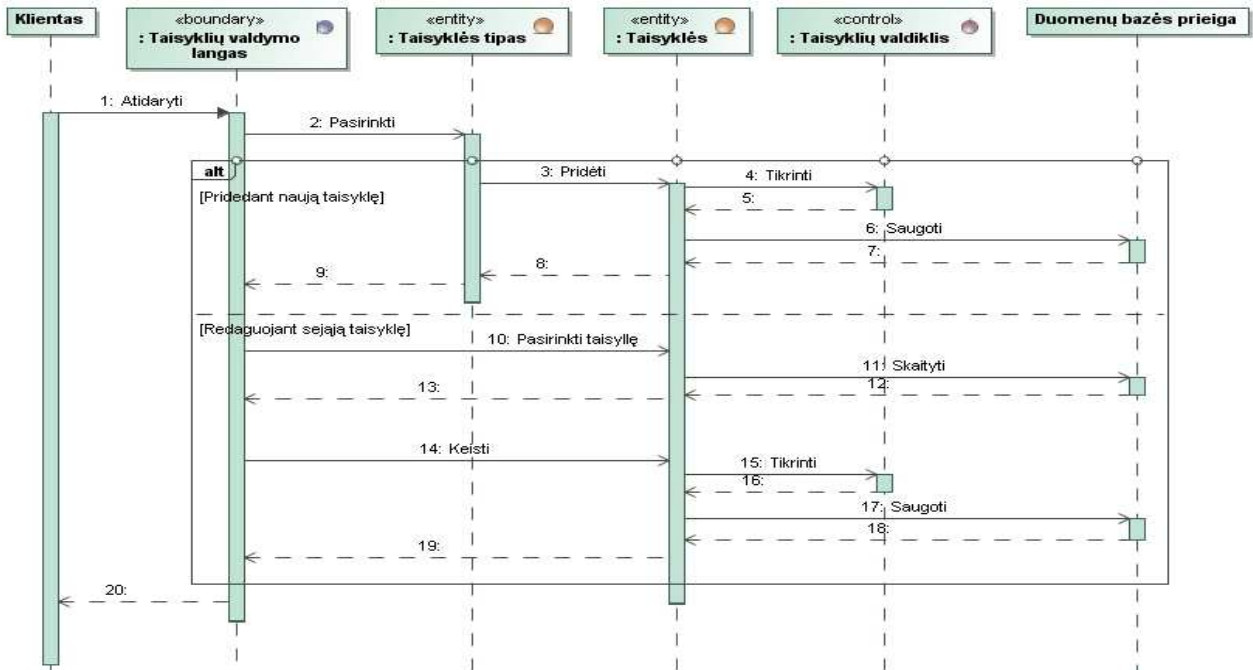 Klientas
«boundary»
: Taisyklių valdymo
langas
«entity»
: Taisyklės tipas
«entity»
: Taisyklės
«control»
: Taisyklių valdiklis
Duomenų bazės prieiga
1: Atidaryti
2: Pasirinkti
alt
3: Pridėti
4: Tikrinti
[Pridedant naują taisyklę]
5:
6: Saugoti
7:
8:
9:
[Redaguojant sejąją taisyklę]
10: Pasirinkti taisyllę
11: Skaityti
12:
13:
14: Keisti
15: Tikrinti
16:
17: Saugoti
18:
19:
20: